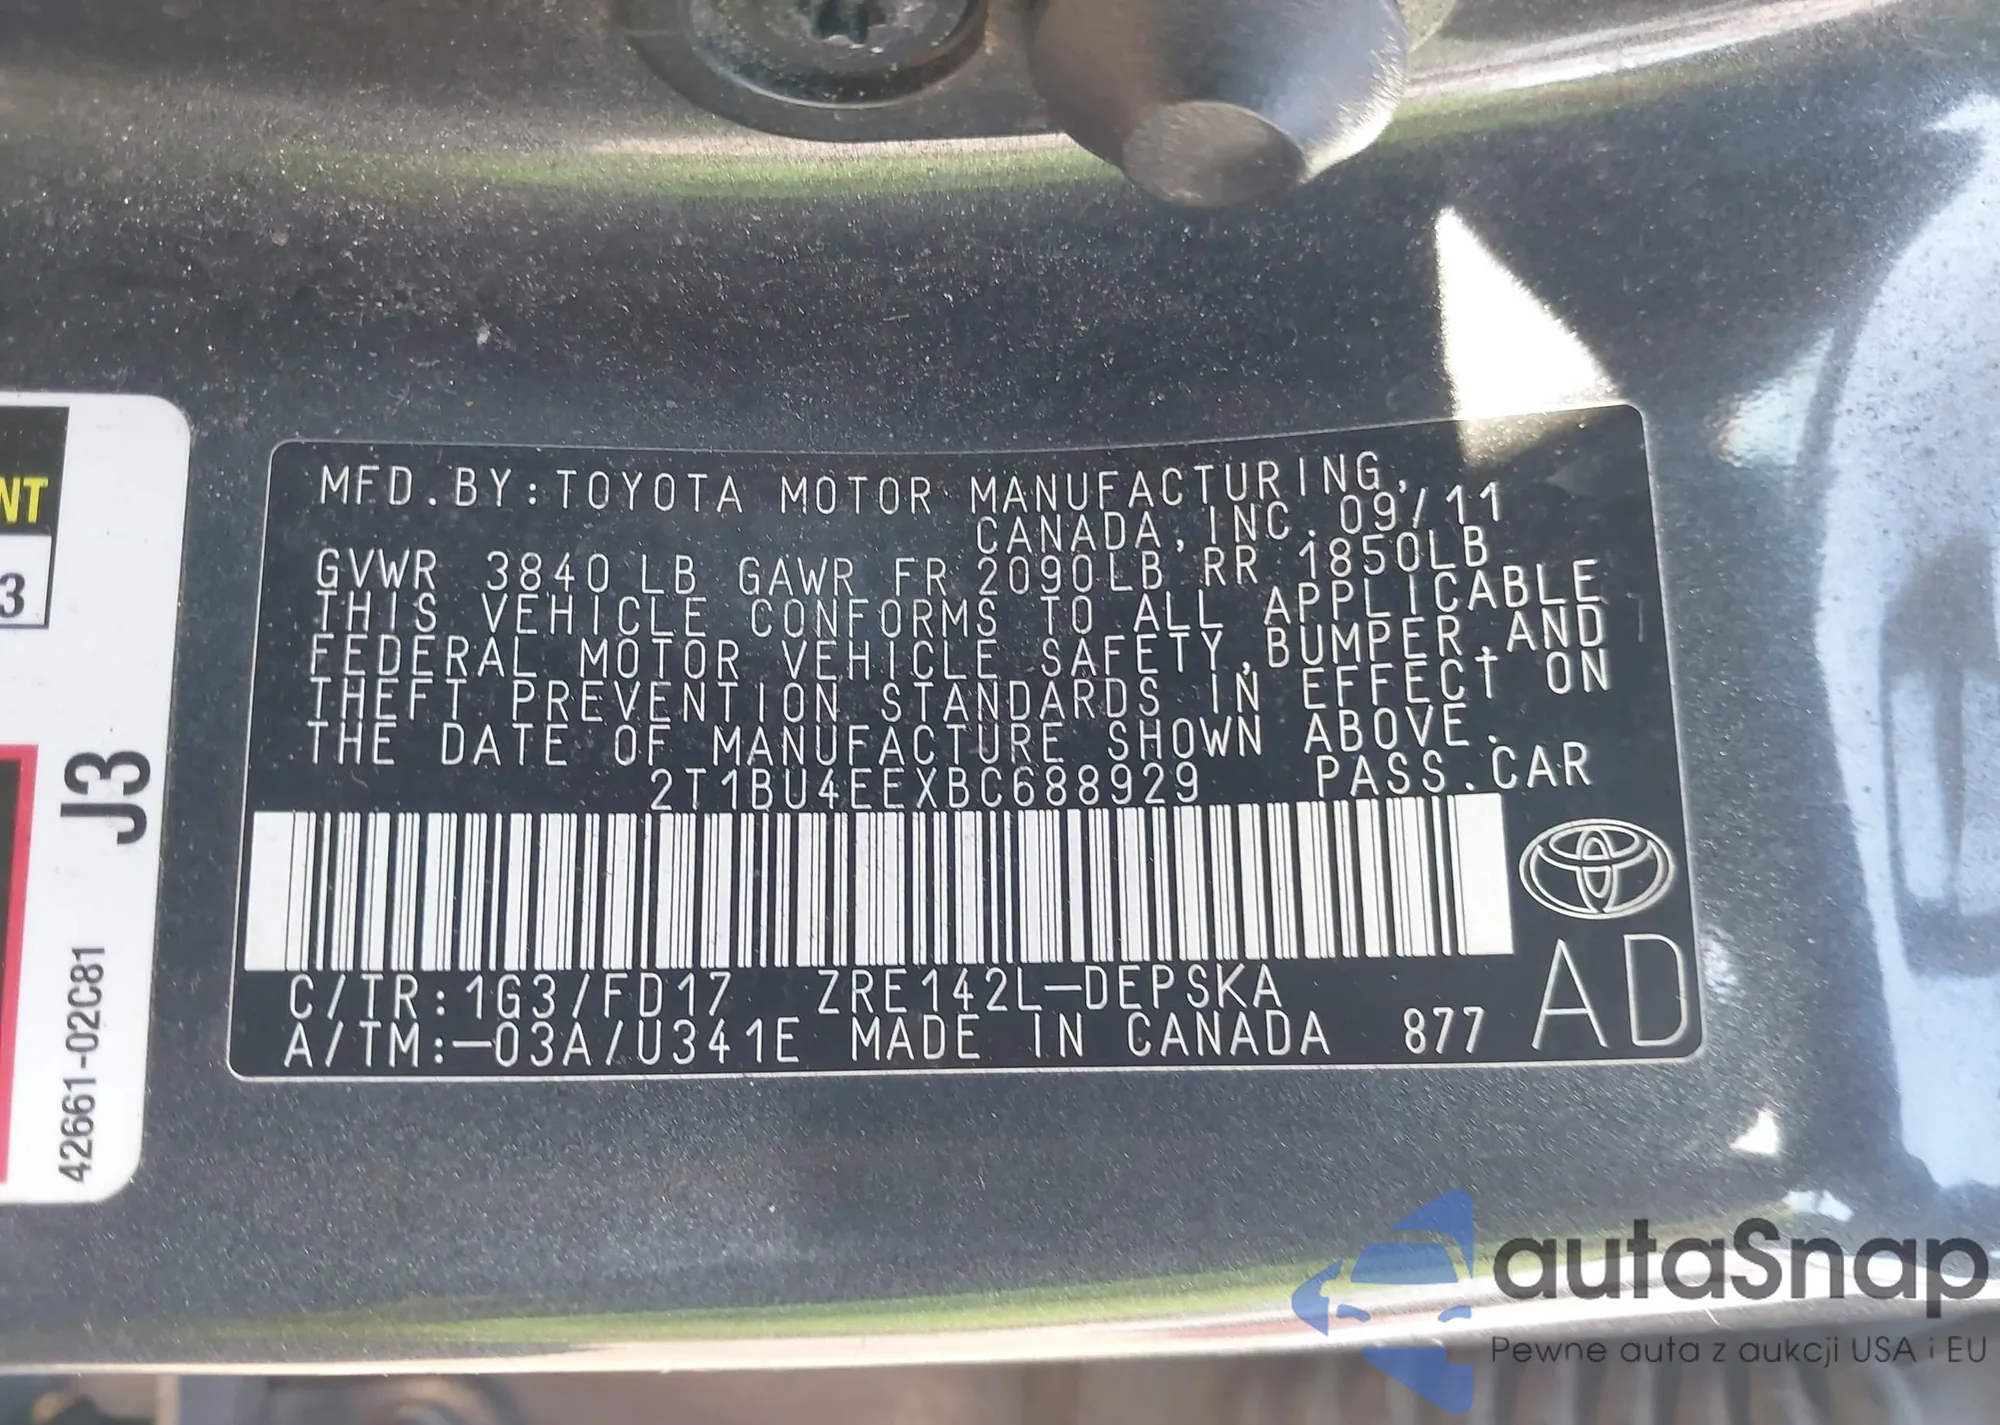 NT
3
J3
42661-02C81
MFD.BY:TOYOTA MOTOR MANUFACTURING,
CANADA,INC. 09/11
GVWR 3840 LB GAWR FR 2090LB RR 1850LB
THIS VEHICLE CONFORMS TO ALL APPLICABLE
FEDERAL MOTOR VEHICLE SAFETY,BUMPER,AND
THEFT PREVENTION STANDARDS IN EFFECT ON
THE DATE OF MANUFACTURE SHOWN ABOVE.
2T1BU4EEXBC688929 PASS.CAR
C/TR:1G3/FD17 ZRE142L-DEPSKA
A/TM:-03A/U341E MADE IN CANADA 877
AD
autaSnap
Pewne auta z aukcji USA i EU